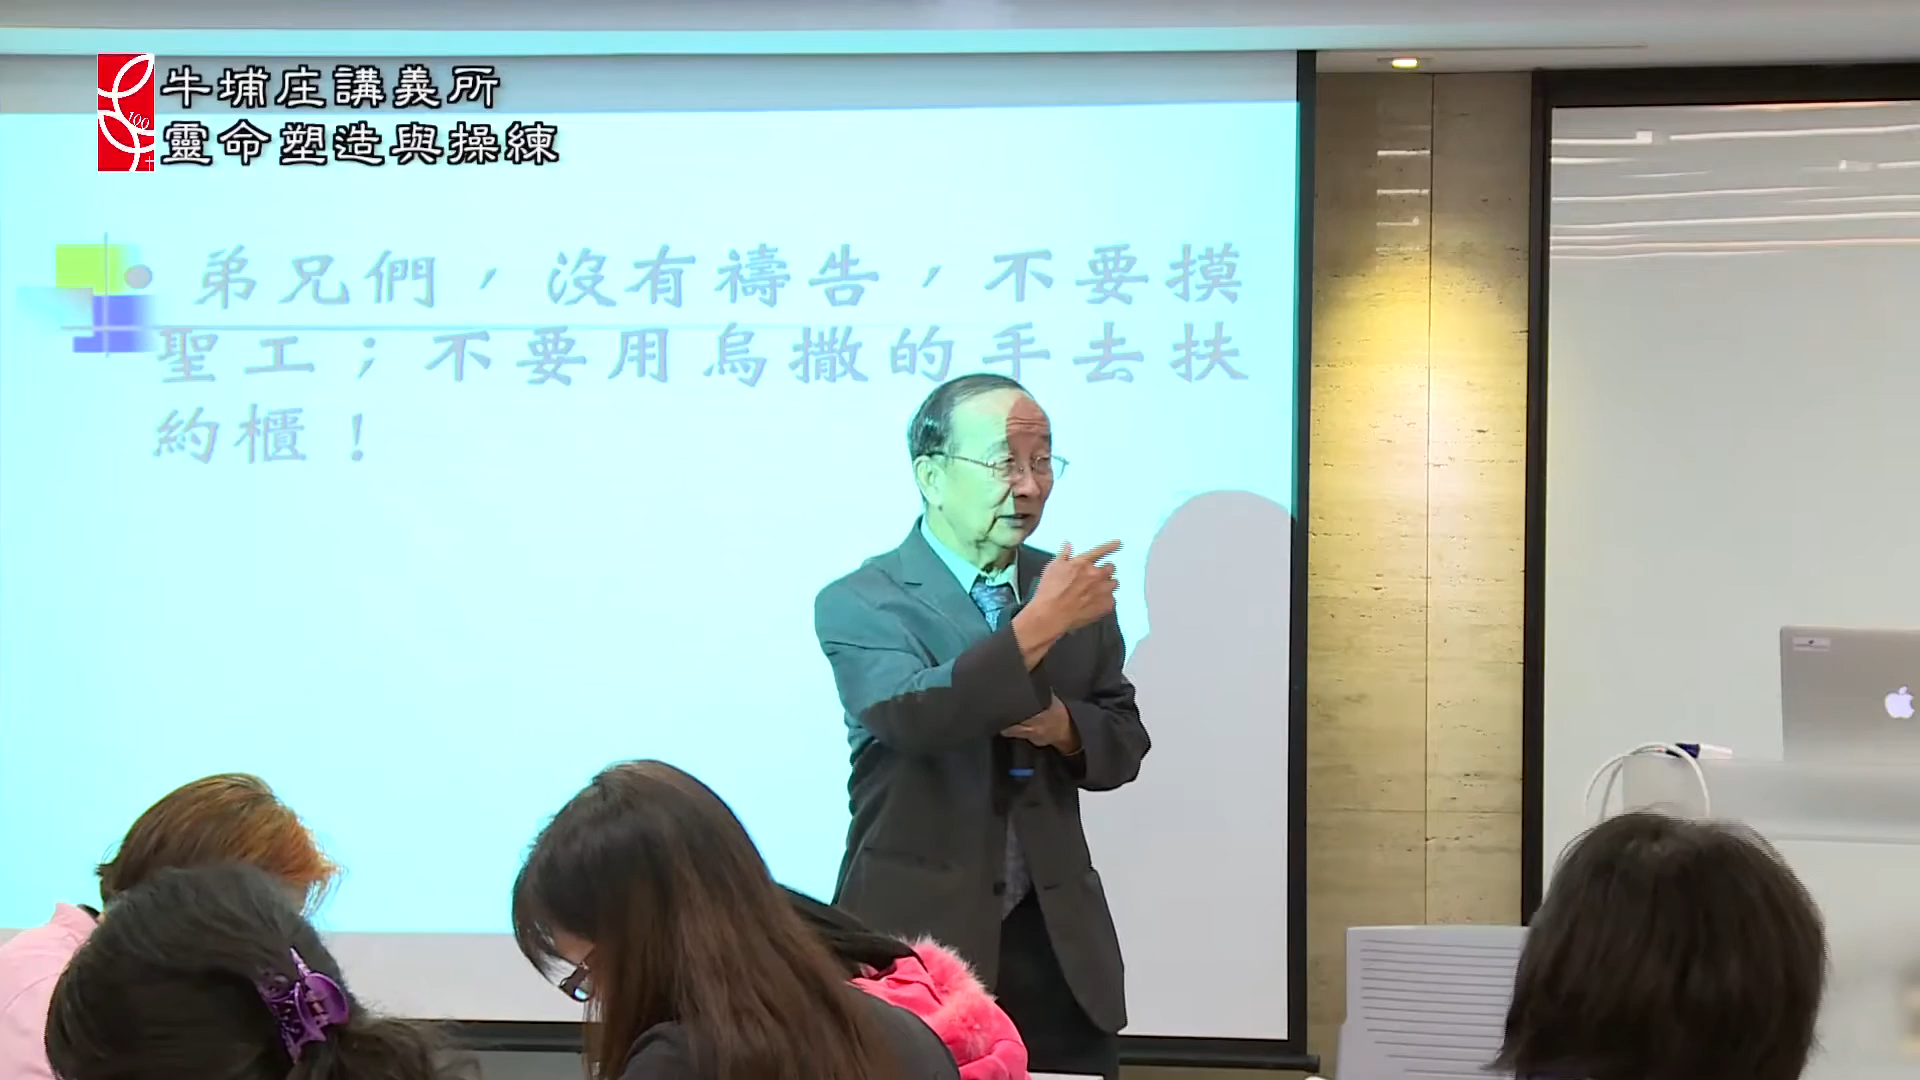 牛埔庄講義所
靈命塑造與操練
100
• 弟兄們，沒有禱告，不要摸
聖工；不要用烏撒的手去扶
約櫃！